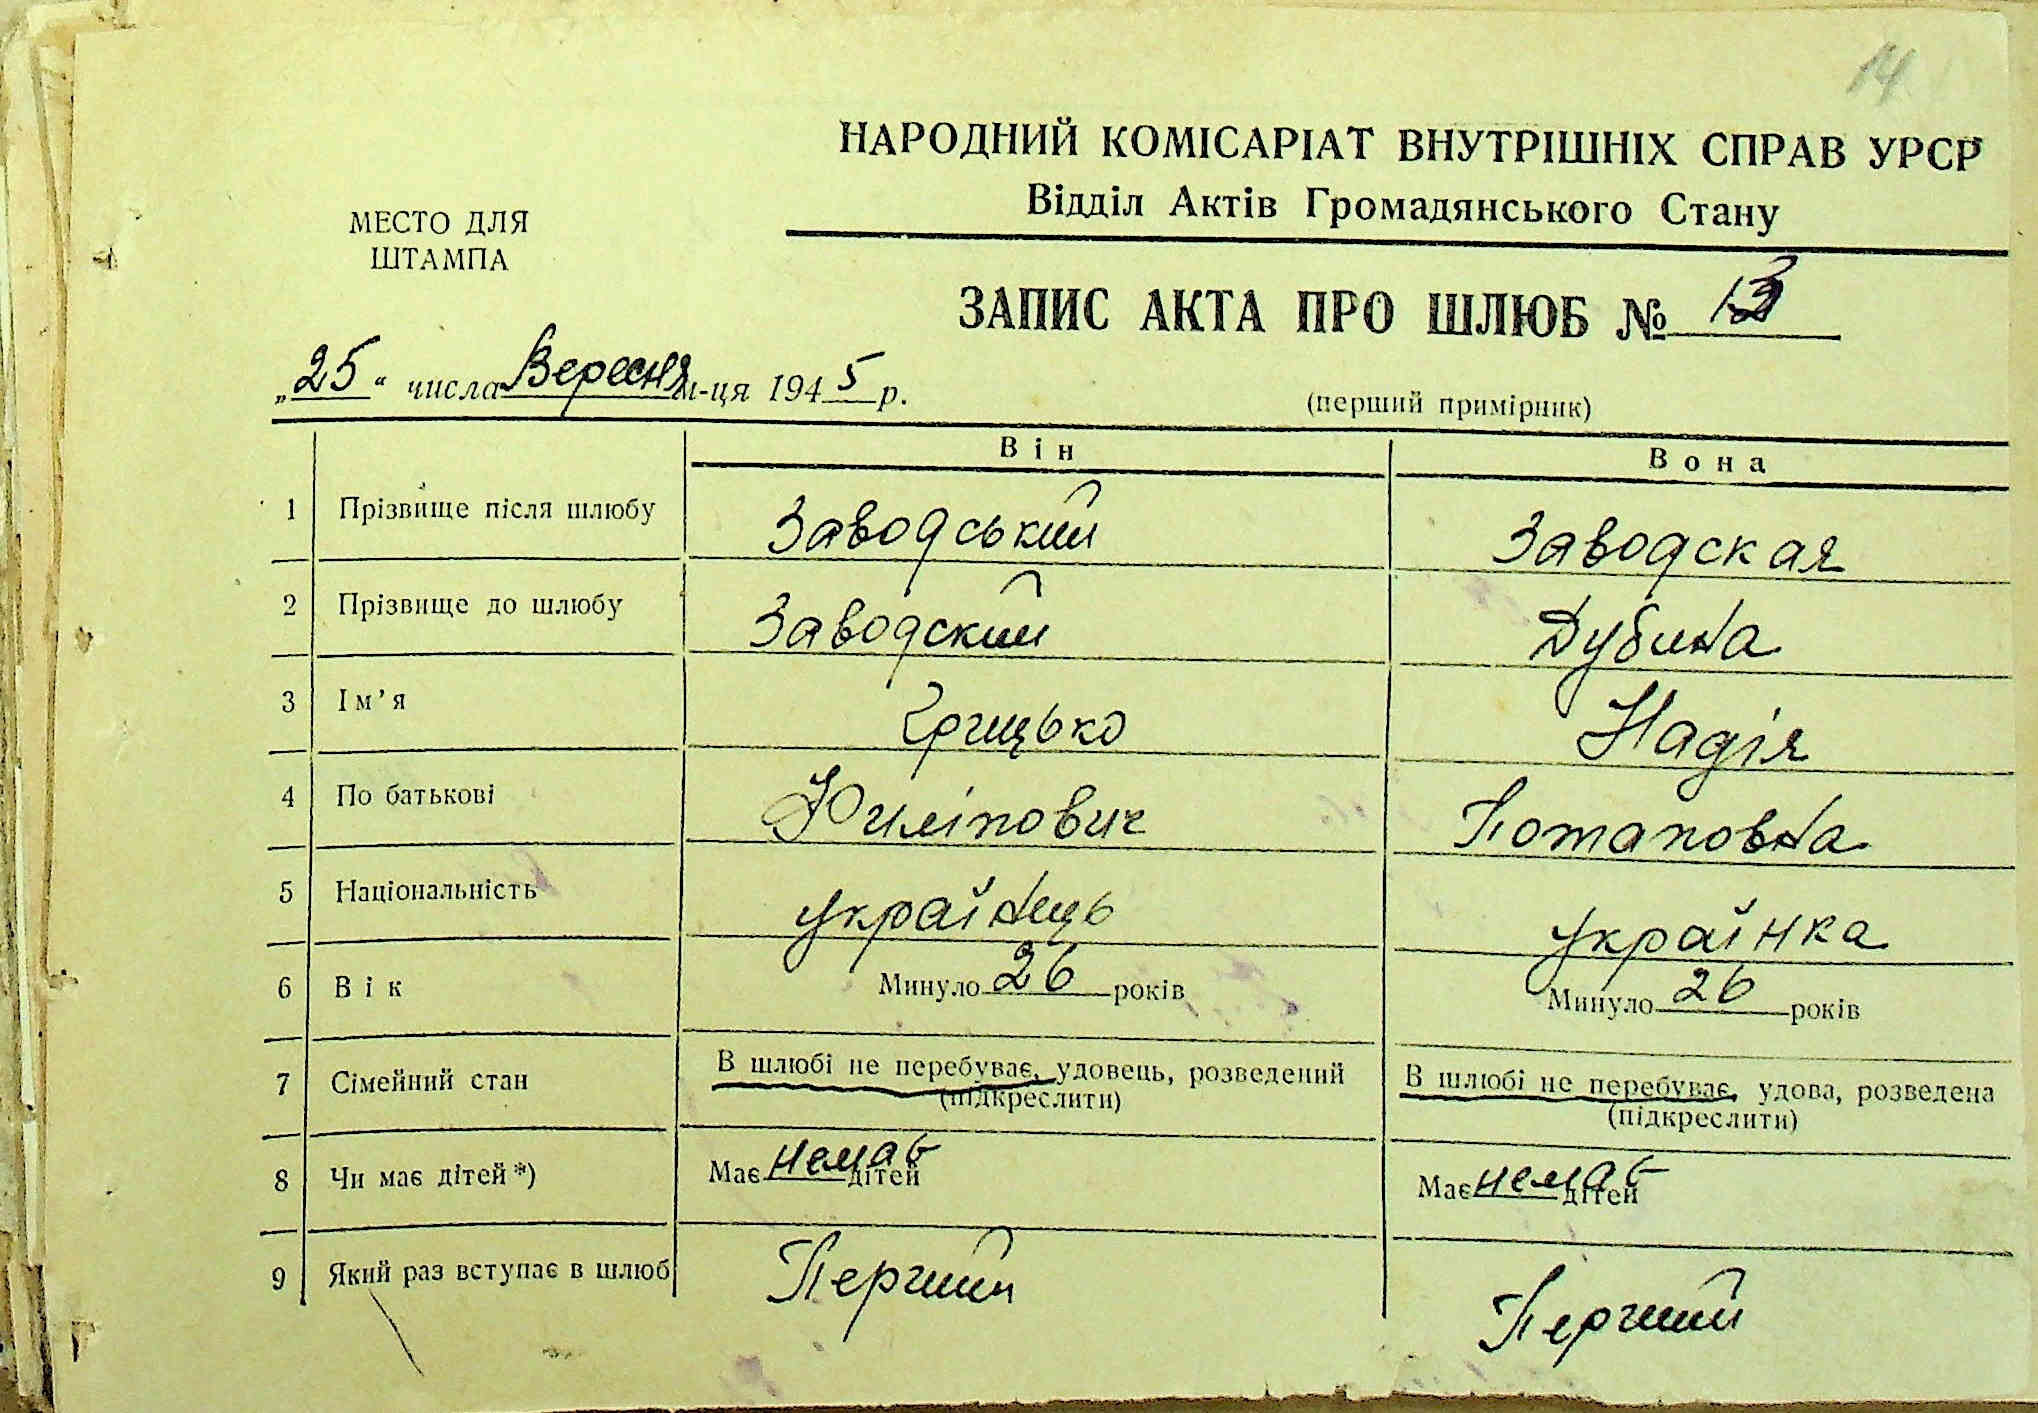 14
НАРОДНИЙ КОМІСАРІАТ ВНУТРІШНІХ СПРАВ УРСР
Відділ Актів Громадянського Стану
МЕСТО ДЛЯ
ШТАМПА
ЗАПИС АКТА ПРО ШЛЮБ № 13
„25“ числа Вересня м-ця 1945 р.
(перший примірник)
Він Вона
1 Прізвище після шлюбу Заводський Заводская
2 Прізвище до шлюбу Заводский Дубина
3 Ім’я Грицько Надія
4 По батькові Филіпович Потаповна
5 Національність українець українка
6 Вік Минуло 26 років Минуло 26 років
7 Сімейний стан В шлюбі не перебуває, удовець, розведений В шлюбі не перебуває, удова, розведена
(підкреслити) (підкреслити)
8 Чи має дітей *) Має немає дітей Має немає дітей
9 Який раз вступає в шлюб Перший Перший